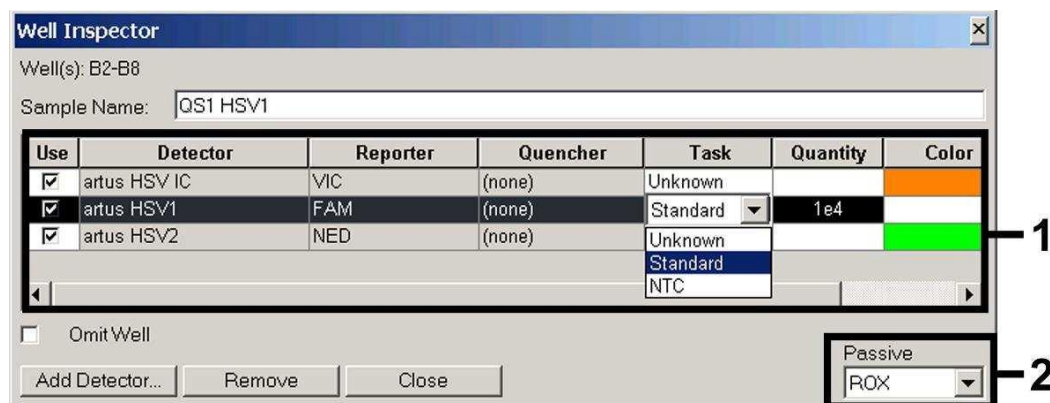 Well Inspector
Well(s): B2-B8
Sample Name: QS1 HSV1
Use Detector Reporter Quencher Task Quantity Color
artus HSV IC VIC (none) Unknown
artus HSV1 FAM (none) Standard 1e4
artus HSV2 NED (none) Unknown
Standard
NTC
1
Omit Well
Add Detector... Remove Close
Passive
ROX
2